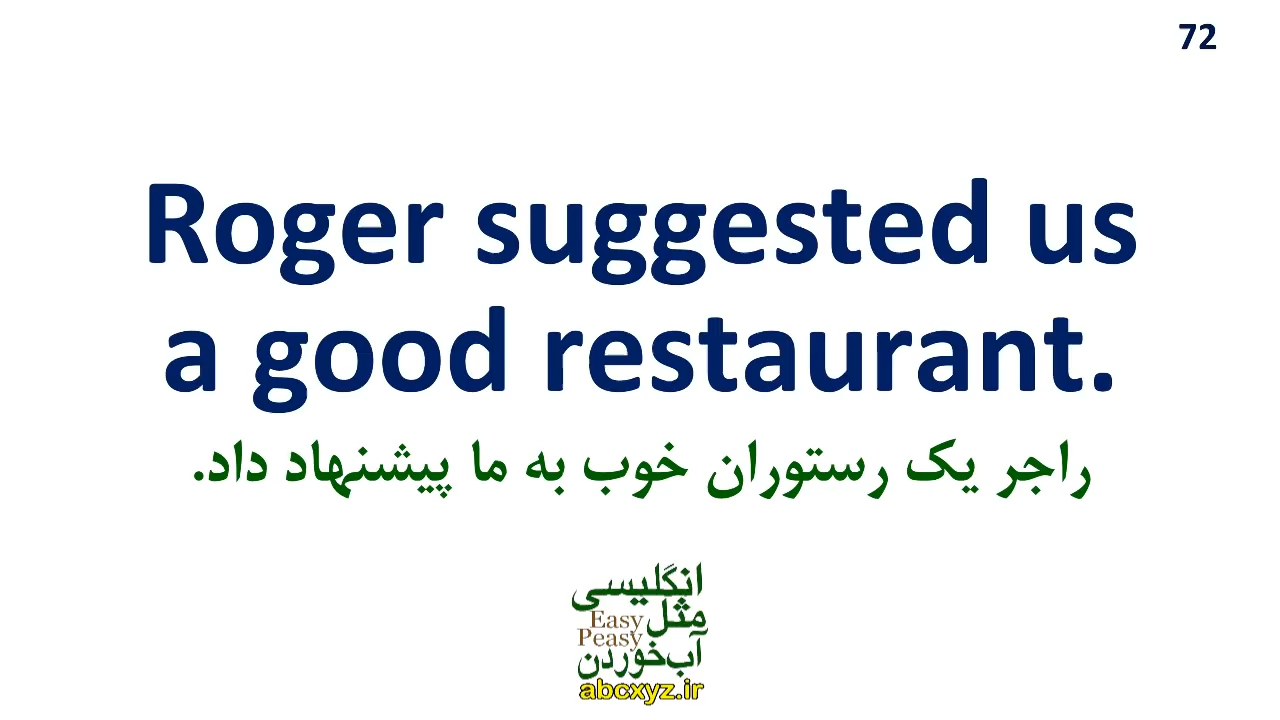 72
Roger suggested us
a good restaurant.
راجر یک رستوران خوب به ما پیشنهاد داد.
انگلیسی
مثل
Easy
Peasy
آب‌خوردن
abcxyz.ir